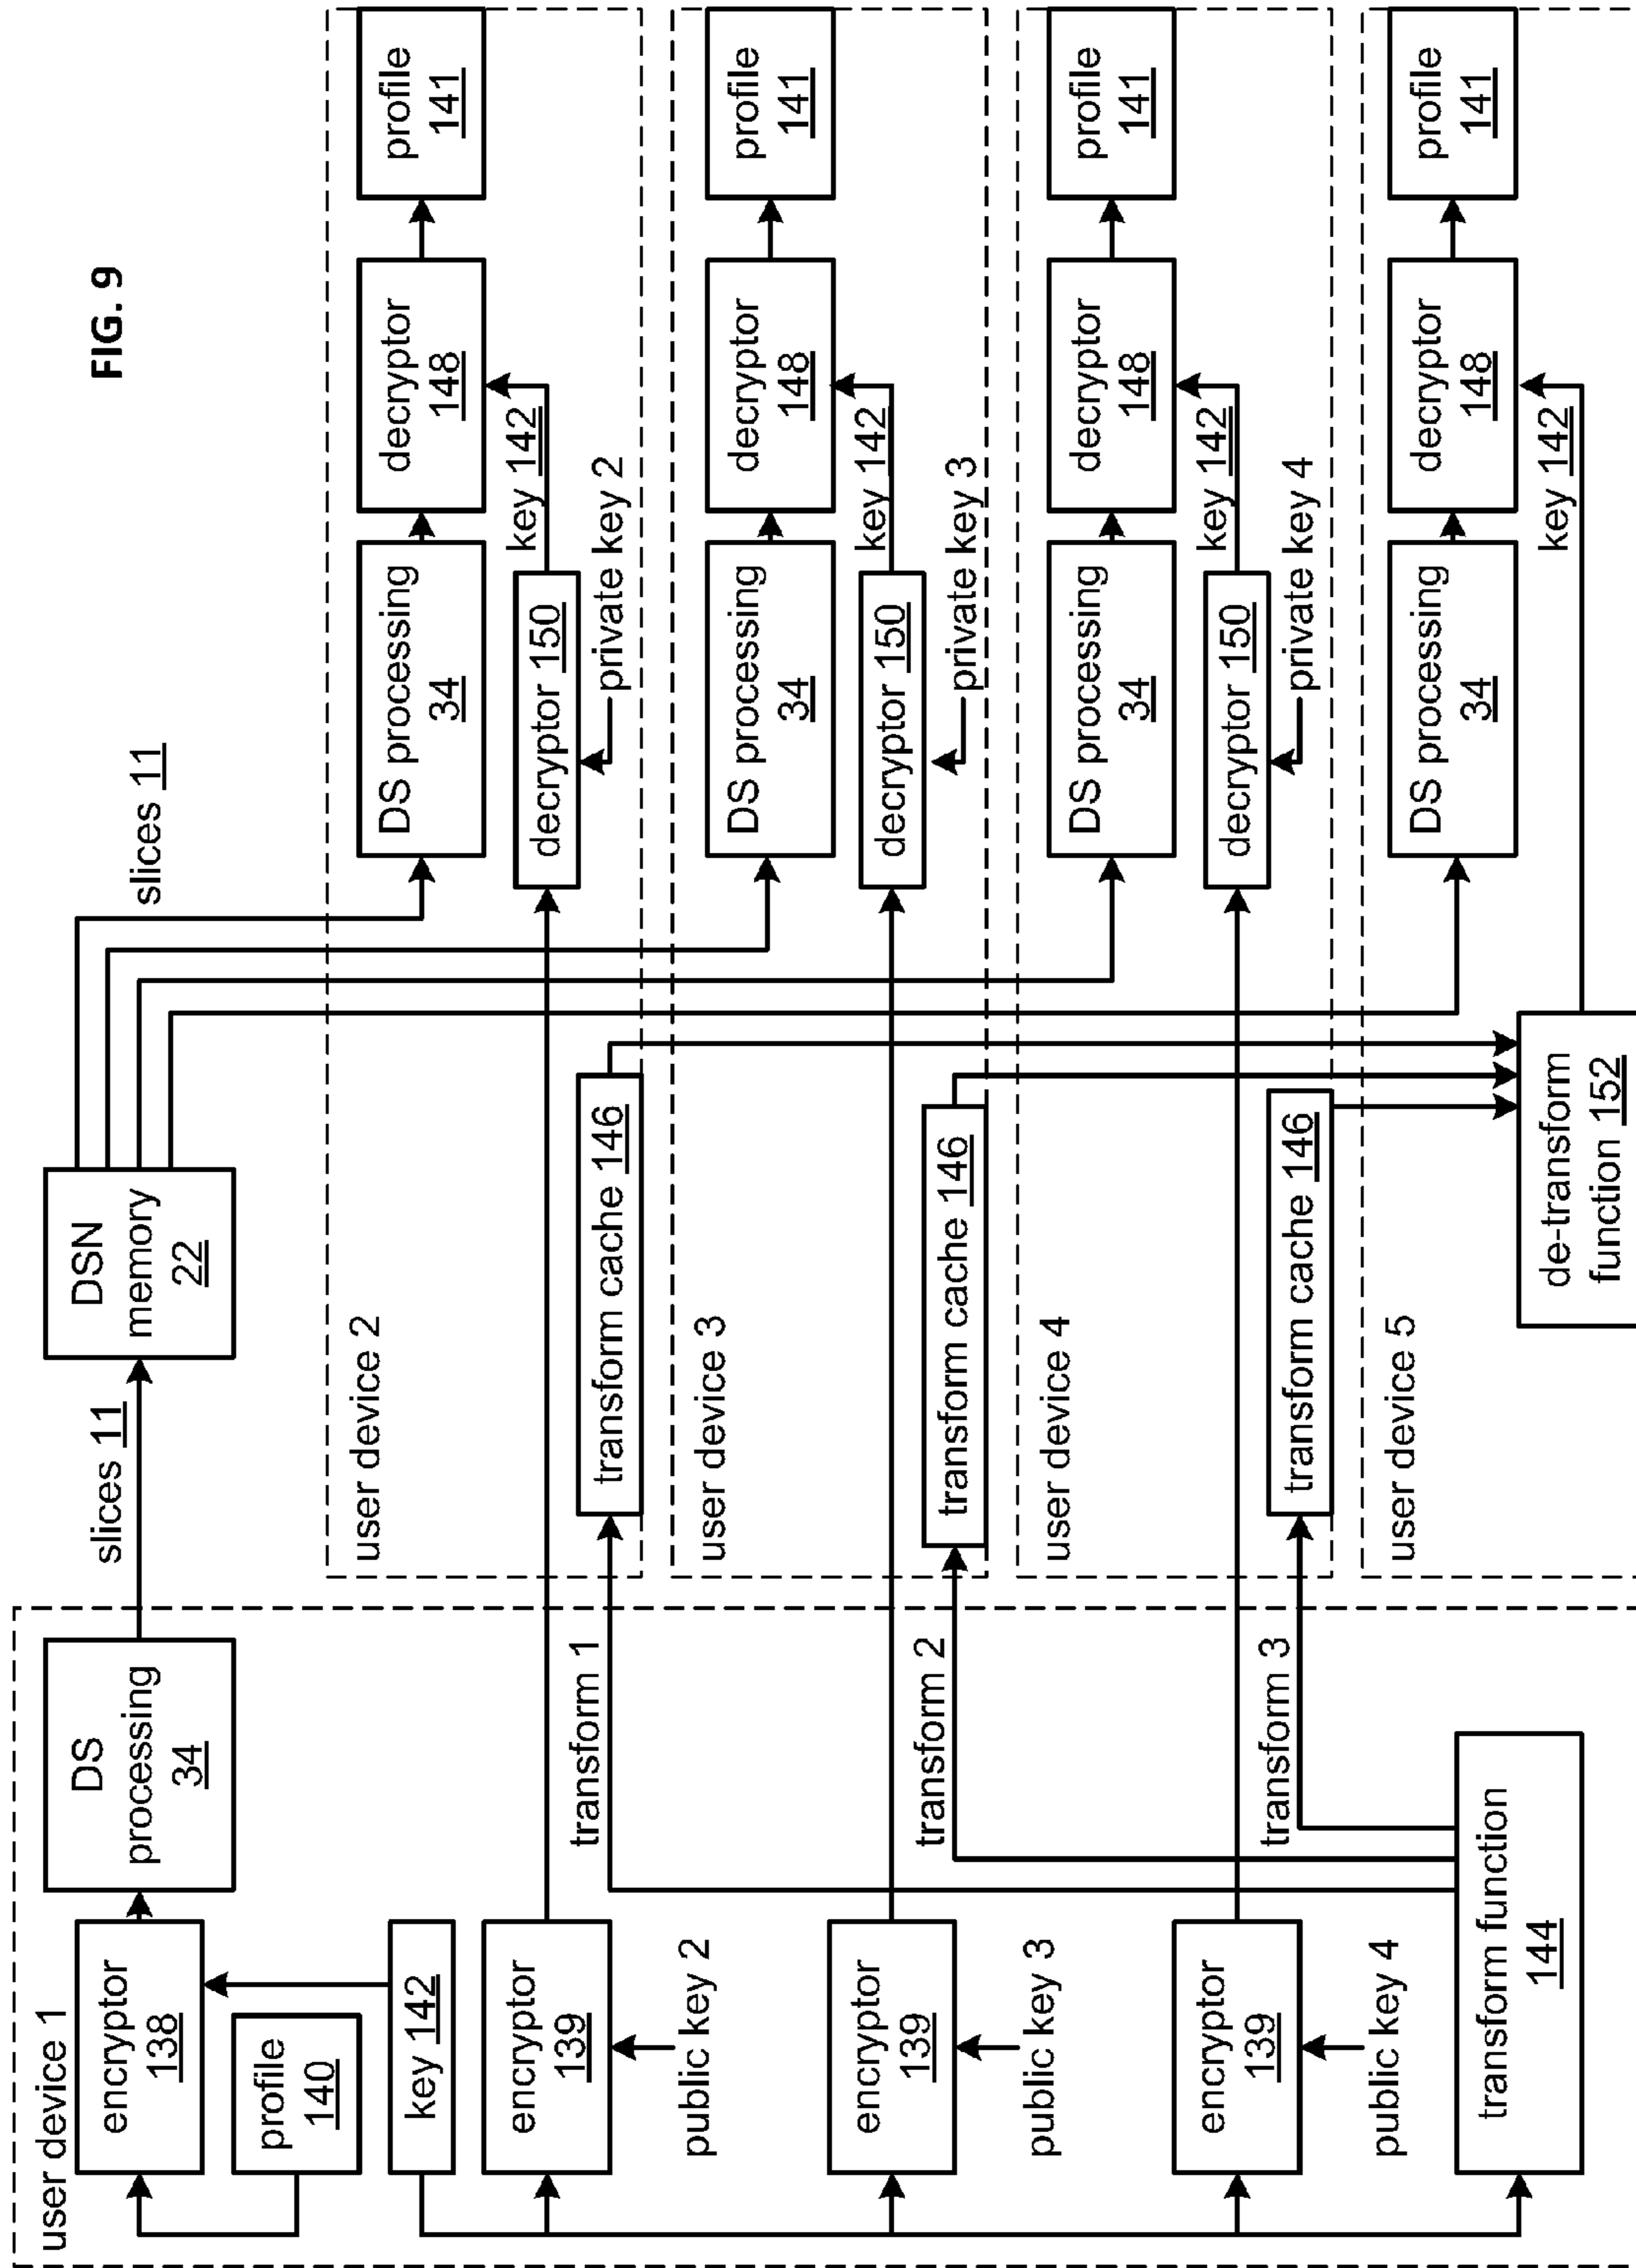 user device 1
encryptor
138
profile
140
key 142
DS
processing
34
slices 11
DSN
memory
22
slices 11
FIG. 9
encryptor
139
public key 2
transform 1
encryptor
139
public key 3
transform 2
encryptor
139
public key 4
transform 3
transform function
144
user device 2
transform cache 146
DS processing
34
decryptor
148
profile
141
decryptor 150
key 142
private key 2
user device 3
transform cache 146
DS processing
34
decryptor
148
profile
141
decryptor 150
key 142
private key 3
user device 4
transform cache 146
DS processing
34
decryptor
148
profile
141
decryptor 150
key 142
private key 4
user device 5
de-transform
function 152
DS processing
34
decryptor
148
profile
141
key 142